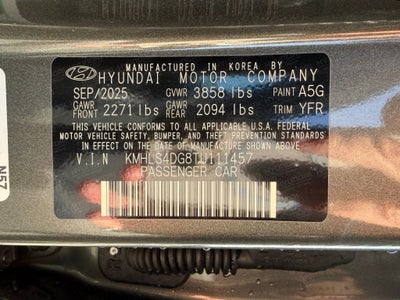 MANUFACTURED IN KOREA BY
HYUNDAI MOTOR COMPANY
SEP/2025 GVWR 3858 lbs PAINT A5G
GAWR FRONT 2271 lbs GAWR REAR 2094 lbs TRIM YFR
THIS VEHICLE CONFORMS TO ALL APPLICABLE U.S.A. FEDERAL
MOTOR VEHICLE SAFETY, BUMPER, AND THEFT PREVENTION STANDARDS
IN EFFECT ON THE DATE OF MANUFACTURE SHOWN ABOVE.
V.I.N KMHLS4DG8TU111457
PASSENGER CAR
N57